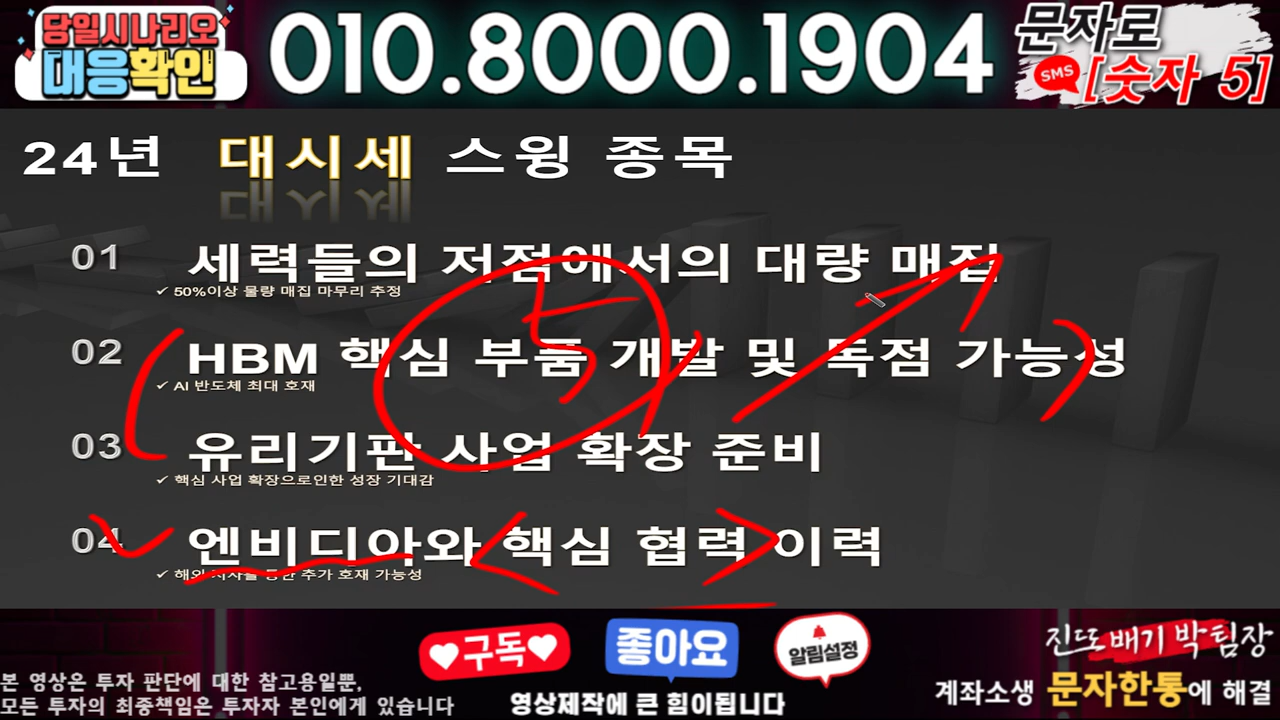 당일시나리오
대응확인
010.8000.1904
문자로
SMS [숫자 5]
24년 대시세 스윙 종목
01 세력들의 저점에서의 대량 매집
✓ 50%이상 물량 매집 마무리 추정
5
02 HBM 핵심 부품 개발 및 독점 가능성
✓ AI 반도체 최대 호재
03 유리기판 사업 확장 준비
✓ 핵심 사업 확장으로인한 성장 기대감
04 엔비디아와 핵심 협력 이력
✓ 해외 통한 추가 호재 가능성
구독
좋아요
알림설정
영상제작에 큰 힘이됩니다
본 영상은 투자 판단에 대한 참고용일뿐,
모든 투자의 최종책임은 투자자 본인에게 있습니다
진또배기 박팀장
계좌소생 문자한통에 해결